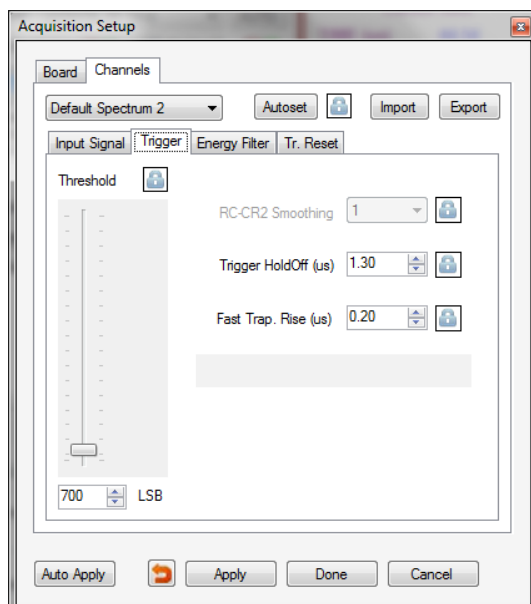 Acquisition Setup
Board Channels
Default Spectrum 2 Autoset Import Export
Input Signal Trigger Energy Filter Tr. Reset
Threshold
RC-CR2 Smoothing 1
Trigger HoldOff (us) 1.30
Fast Trap. Rise (us) 0.20
700 LSB
Auto Apply Apply Done Cancel